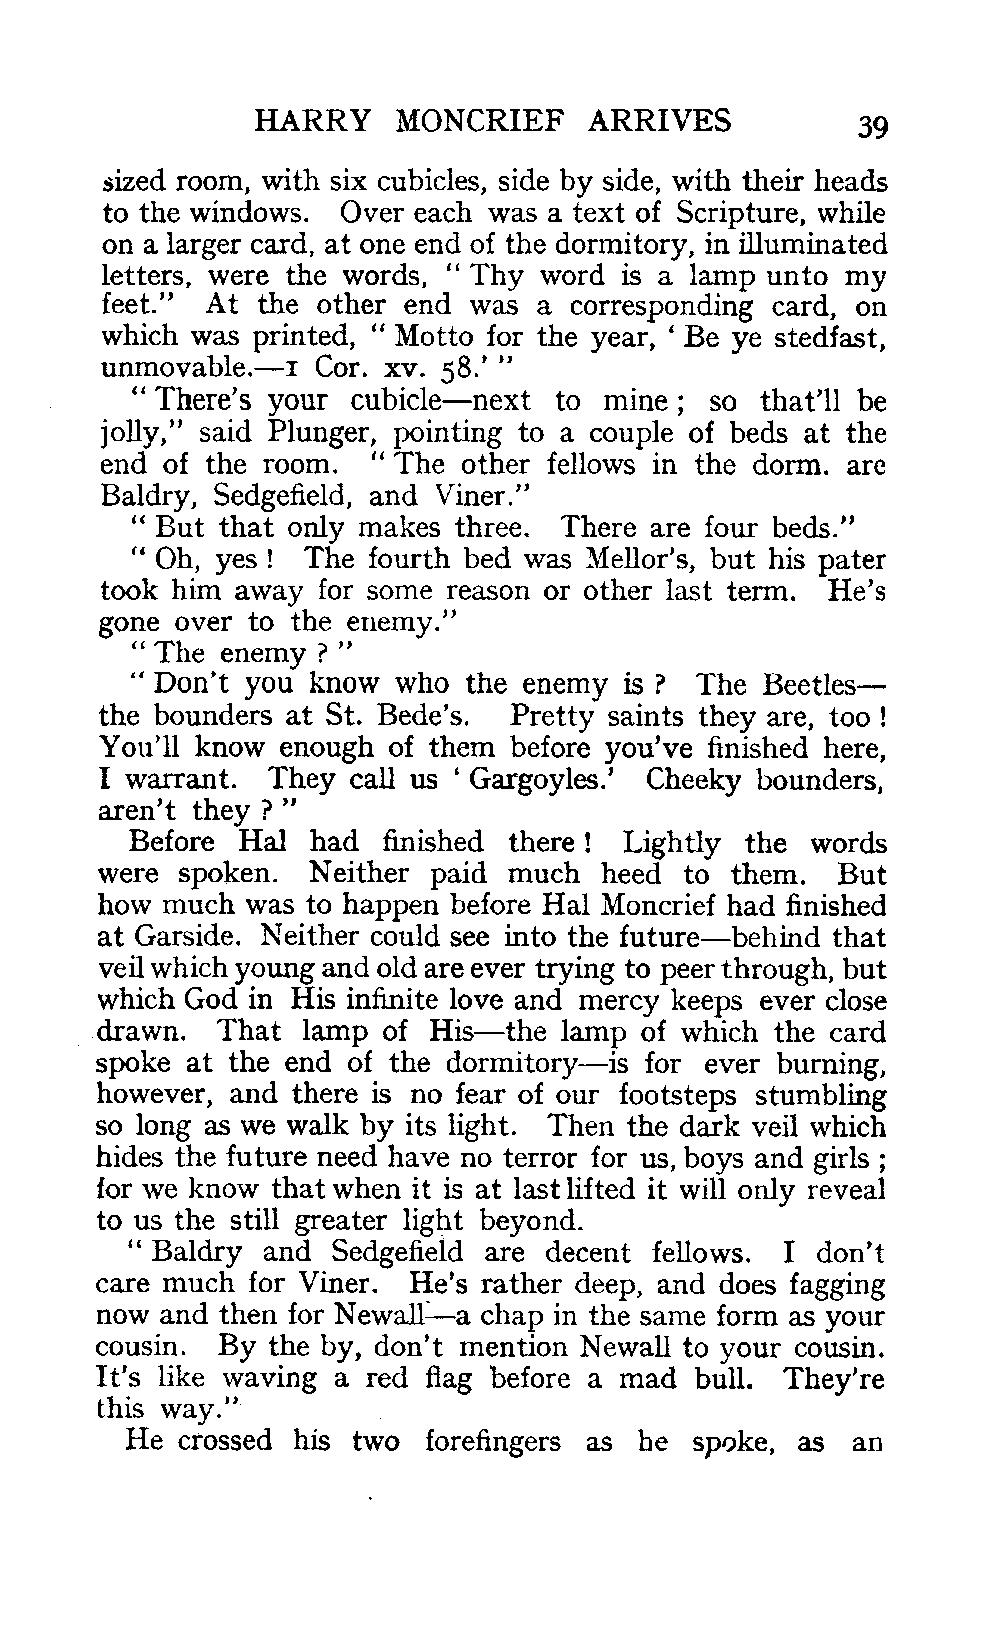 HARRY MONCRIEF ARRIVES 39
sized room, with six cubicles, side by side, with their heads
to the windows. Over each was a text of Scripture, while
on a larger card, at one end of the dormitory, in illuminated
letters, were the words, " Thy word is a lamp unto my
feet." At the other end was a corresponding card, on
which was printed, " Motto for the year, ' Be ye stedfast,
unmovable.—1 Cor. xv. 58.' "
" There's your cubicle—next to mine ; so that'll be
jolly," said Plunger, pointing to a couple of beds at the
end of the room. " The other fellows in the dorm. are
Baldry, Sedgefield, and Viner."
" But that only makes three. There are four beds."
" Oh, yes ! The fourth bed was Mellor's, but his pater
took him away for some reason or other last term. He's
gone over to the enemy."
" The enemy ? "
" Don't you know who the enemy is ? The Beetles—
the bounders at St. Bede's. Pretty saints they are, too !
You'll know enough of them before you've finished here,
I warrant. They call us ' Gargoyles.' Cheeky bounders,
aren't they ? "
Before Hal had finished there ! Lightly the words
were spoken. Neither paid much heed to them. But
how much was to happen before Hal Moncrief had finished
at Garside. Neither could see into the future—behind that
veil which young and old are ever trying to peer through, but
which God in His infinite love and mercy keeps ever close
drawn. That lamp of His—the lamp of which the card
spoke at the end of the dormitory—is for ever burning,
however, and there is no fear of our footsteps stumbling
so long as we walk by its light. Then the dark veil which
hides the future need have no terror for us, boys and girls ;
for we know that when it is at last lifted it will only reveal
to us the still greater light beyond.
" Baldry and Sedgefield are decent fellows. I don't
care much for Viner. He's rather deep, and does fagging
now and then for Newall—a chap in the same form as your
cousin. By the by, don't mention Newall to your cousin.
It's like waving a red flag before a mad bull. They're
this way."
He crossed his two forefingers as he spoke, as an